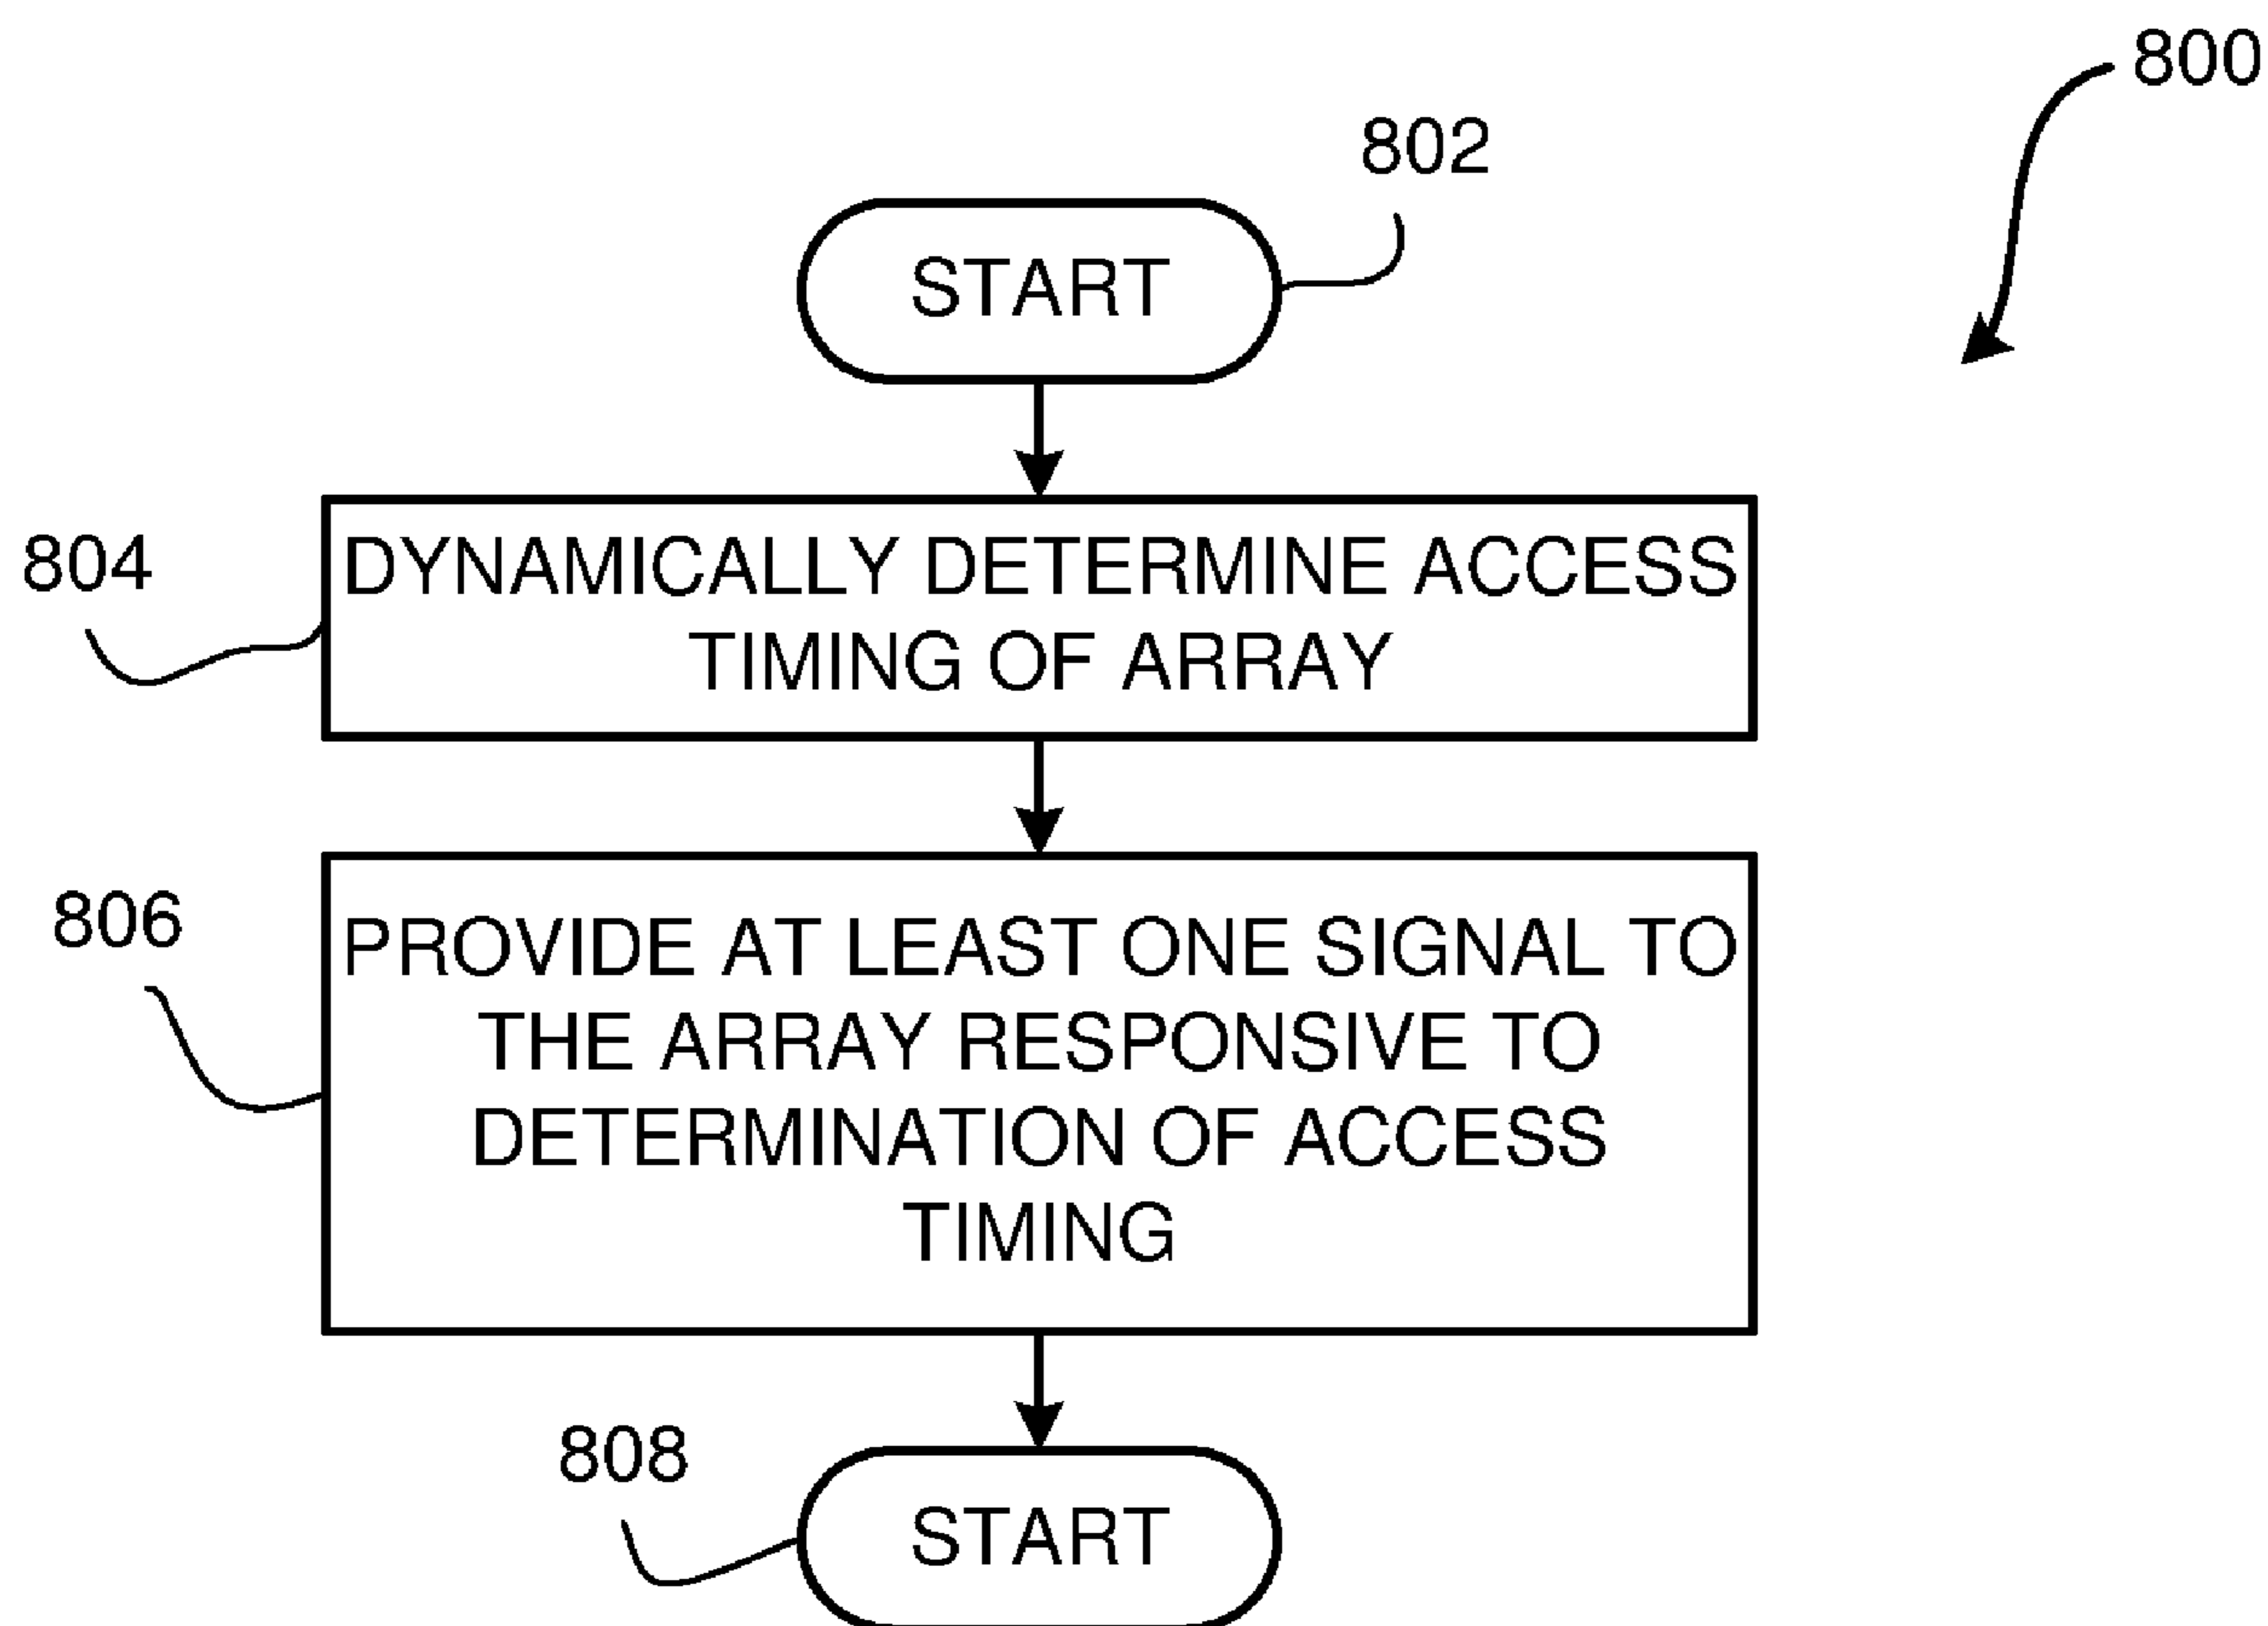 800
802
START
804
DYNAMICALLY DETERMINE ACCESS
TIMING OF ARRAY
806
PROVIDE AT LEAST ONE SIGNAL TO
THE ARRAY RESPONSIVE TO
DETERMINATION OF ACCESS
TIMING
808
START